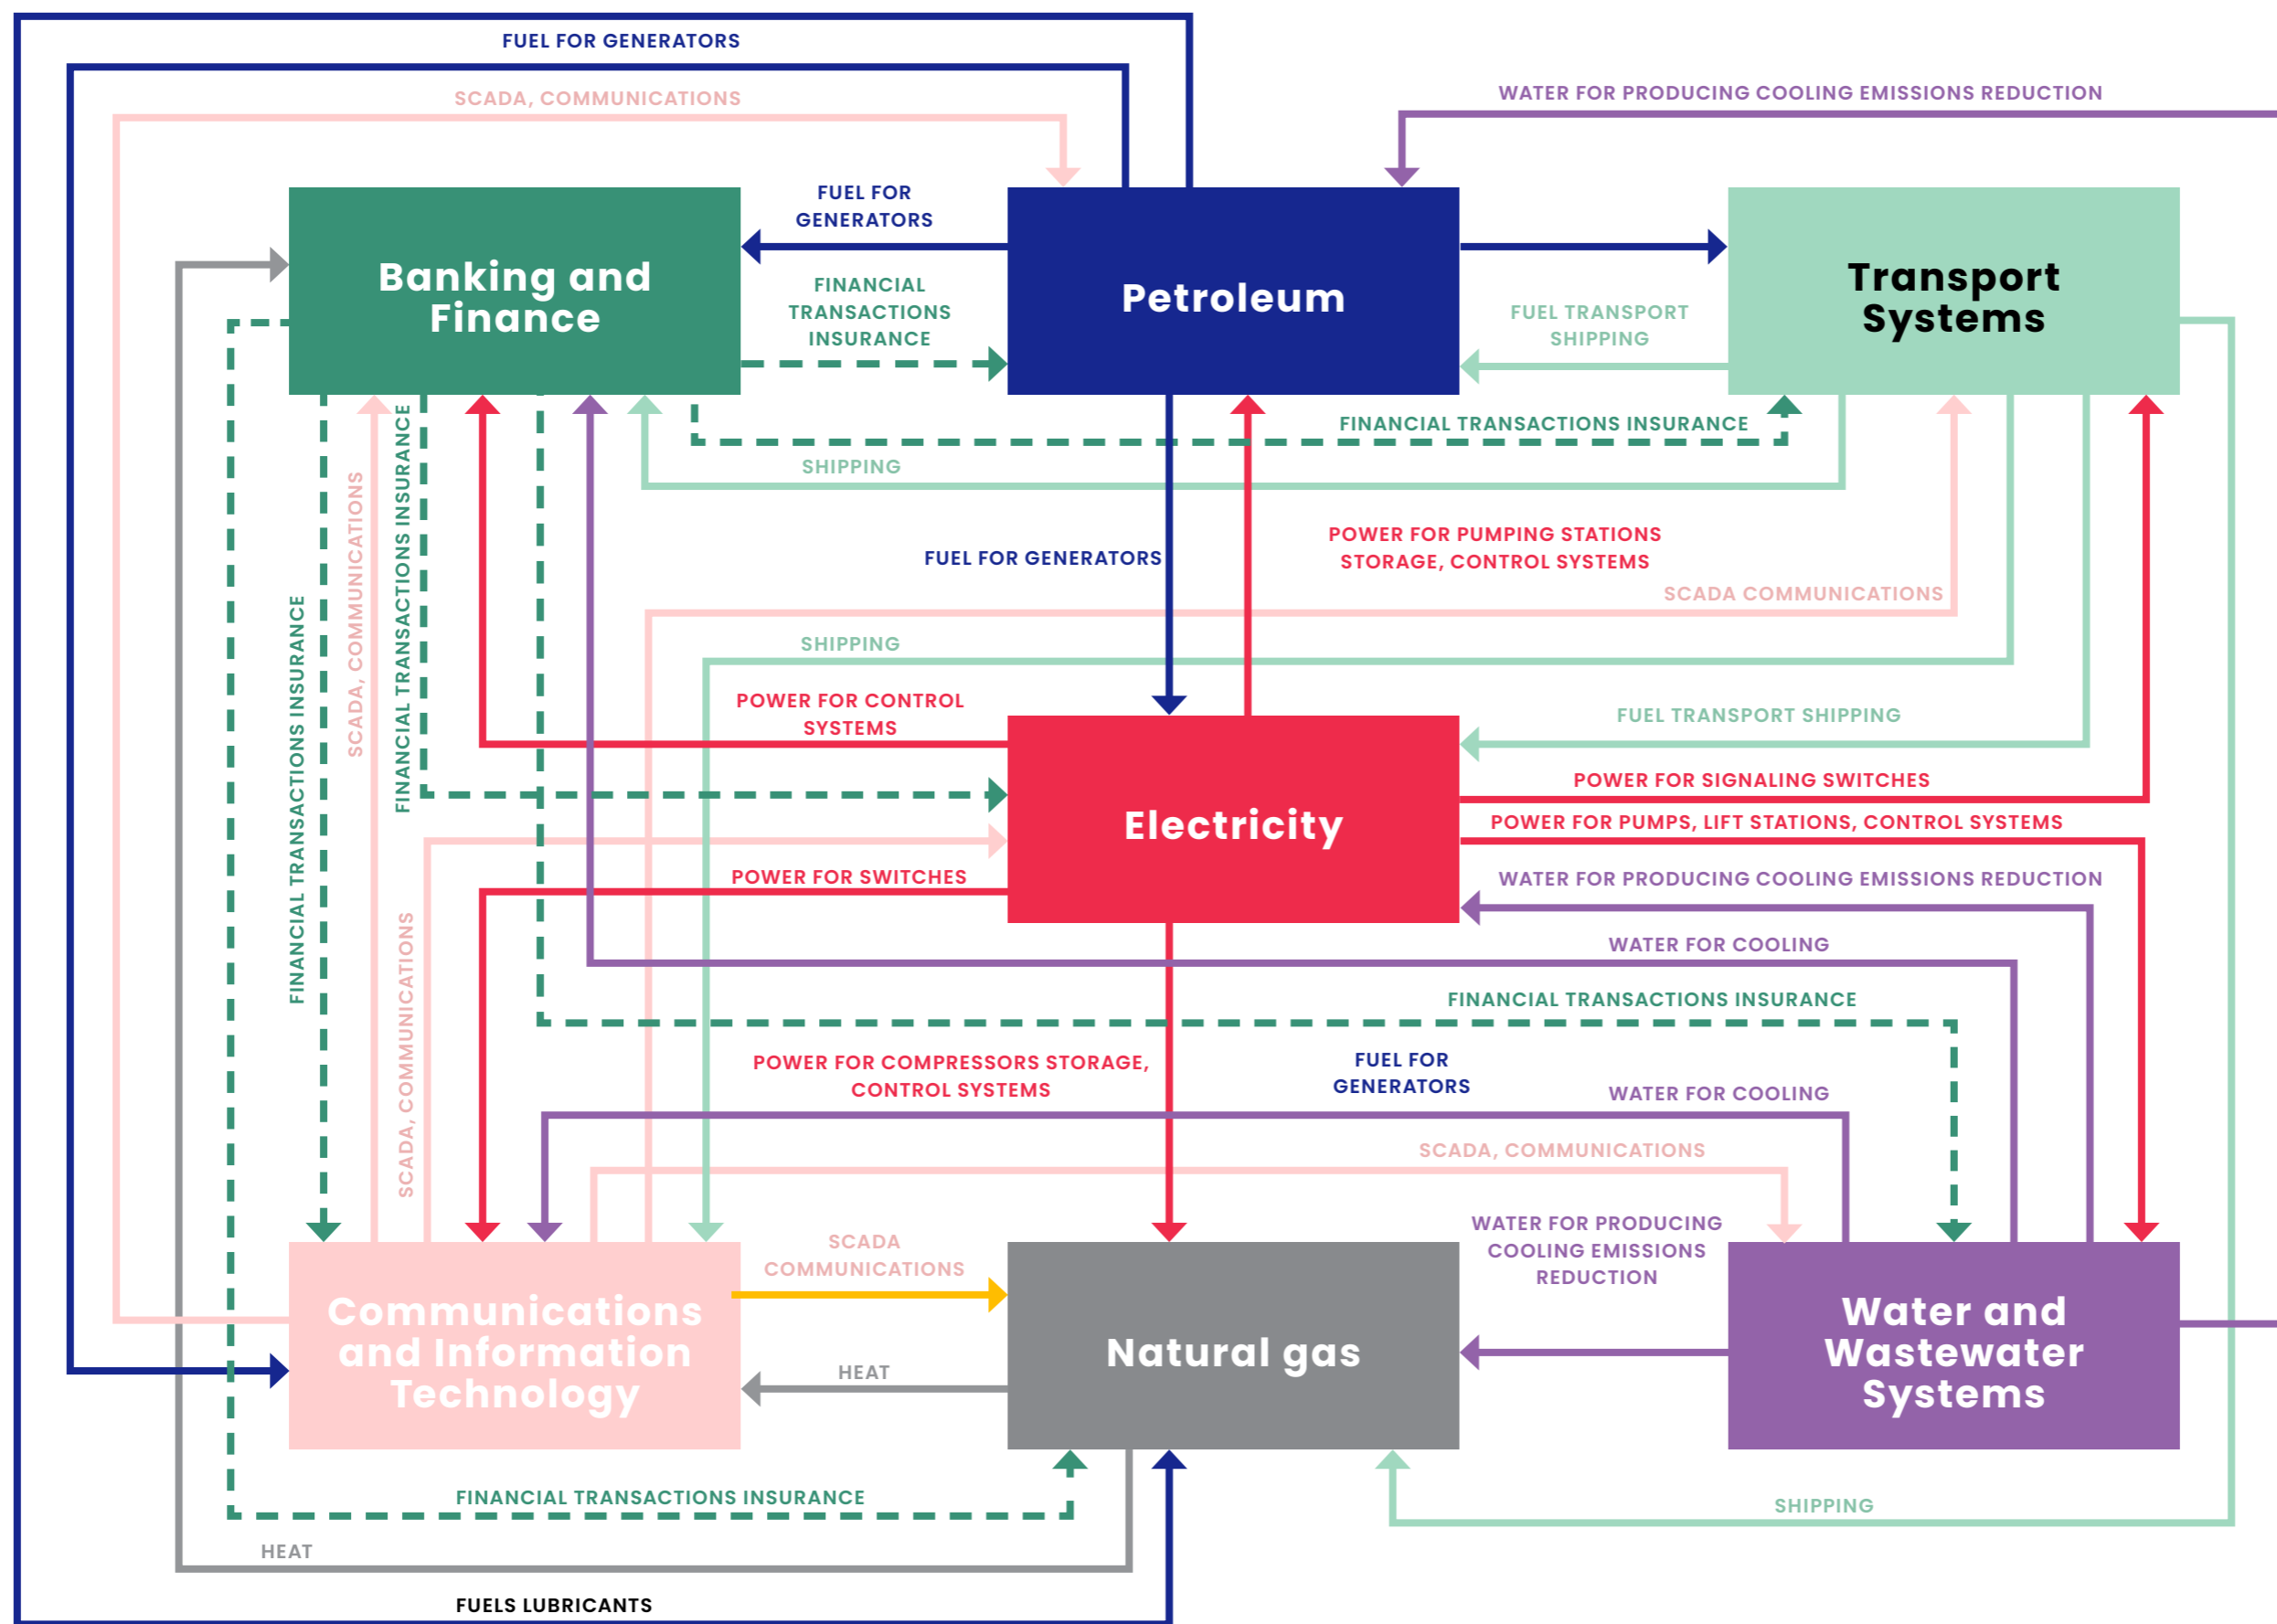 FUEL FOR GENERATORS
SCADA, COMMUNICATIONS
WATER FOR PRODUCING COOLING EMISSIONS REDUCTION
FUEL FOR
GENERATORS
Banking and
Finance
FINANCIAL
TRANSACTIONS
INSURANCE
Petroleum
FUEL TRANSPORT
SHIPPING
Transport
Systems
FINANCIAL TRANSACTIONS INSURANCE
SHIPPING
FINANCIAL TRANSACTIONS INSURANCE
SCADA, COMMUNICATIONS
FINANCIAL TRANSACTIONS INSURANCE
FUEL FOR GENERATORS
POWER FOR PUMPING STATIONS
STORAGE, CONTROL SYSTEMS
SCADA COMMUNICATIONS
SHIPPING
POWER FOR CONTROL
SYSTEMS
FUEL TRANSPORT SHIPPING
POWER FOR SIGNALING SWITCHES
Electricity
POWER FOR PUMPS, LIFT STATIONS, CONTROL SYSTEMS
POWER FOR SWITCHES
WATER FOR PRODUCING COOLING EMISSIONS REDUCTION
SCADA, COMMUNICATIONS
WATER FOR COOLING
FINANCIAL TRANSACTIONS INSURANCE
POWER FOR COMPRESSORS STORAGE,
CONTROL SYSTEMS
FUEL FOR
GENERATORS
WATER FOR COOLING
SCADA, COMMUNICATIONS
SCADA
COMMUNICATIONS
WATER FOR PRODUCING
COOLING EMISSIONS
REDUCTION
Communications
and Information
Technology
Natural gas
Water and
Wastewater
Systems
HEAT
FINANCIAL TRANSACTIONS INSURANCE
SHIPPING
HEAT
FUELS LUBRICANTS